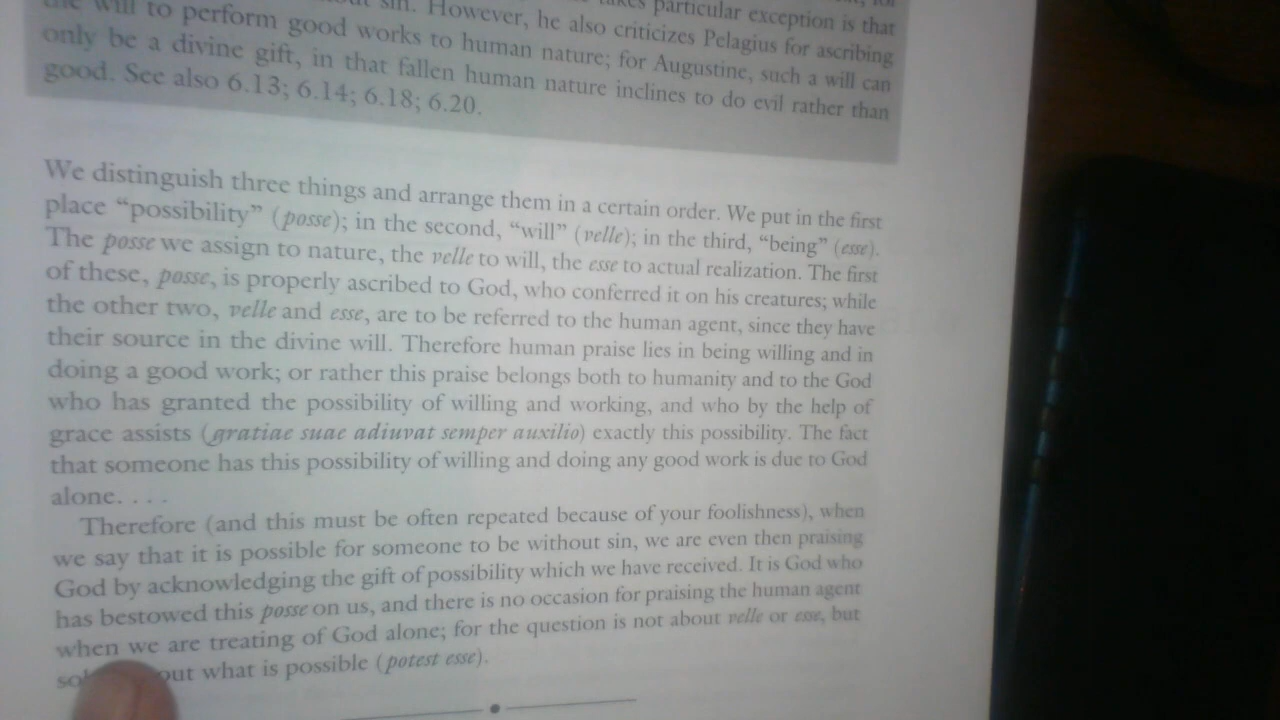 takes particular exception is that
the will to perform good works to human nature; for Augustine, such a will can
sin. However, he also criticizes Pelagius for ascribing
only be a divine gift, in that fallen human nature inclines to do evil rather than
good. See also 6.13; 6.14; 6.18; 6.20.
We distinguish three things and arrange them in a certain order. We put in the first
place “possibility” (posse); in the second, “will” (velle); in the third, “being” (esse).
The posse we assign to nature, the velle to will, the esse to actual realization. The first
of these, posse, is properly ascribed to God, who conferred it on his creatures; while
the other two, velle and esse, are to be referred to the human agent, since they have
their source in the divine will. Therefore human praise lies in being willing and in
doing a good work; or rather this praise belongs both to humanity and to the God
who has granted the possibility of willing and working, and who by the help of
grace assists (gratiae suae adiuvat semper auxilio) exactly this possibility. The fact
that someone has this possibility of willing and doing any good work is due to God
alone. . . .
Therefore (and this must be often repeated because of your foolishness), when
we say that it is possible for someone to be without sin, we are even then praising
God by acknowledging the gift of possibility which we have received. It is God who
has bestowed this posse on us, and there is no occasion for praising the human agent
when we are treating of God alone; for the question is not about velle or esse, but
what is possible (potest esse).